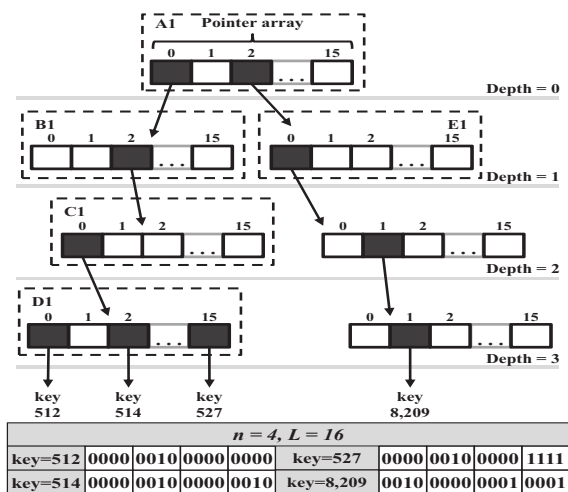 A1 Pointer array
0 1 2 15
. . .
Depth = 0
B1 E1
0 1 2 15 0 1 2 15
. . . . . .
Depth = 1
C1
0 1 2 15 0 1 2 15
. . . . . .
Depth = 2
D1
0 1 2 15 0 1 2 15
. . . . . .
Depth = 3
key key key key
512 514 527 8,209
n = 4, L = 16
key=512 0000 0010 0000 0000 key=527 0000 0010 0000 1111
key=514 0000 0010 0000 0010 key=8,209 0010 0000 0001 0001